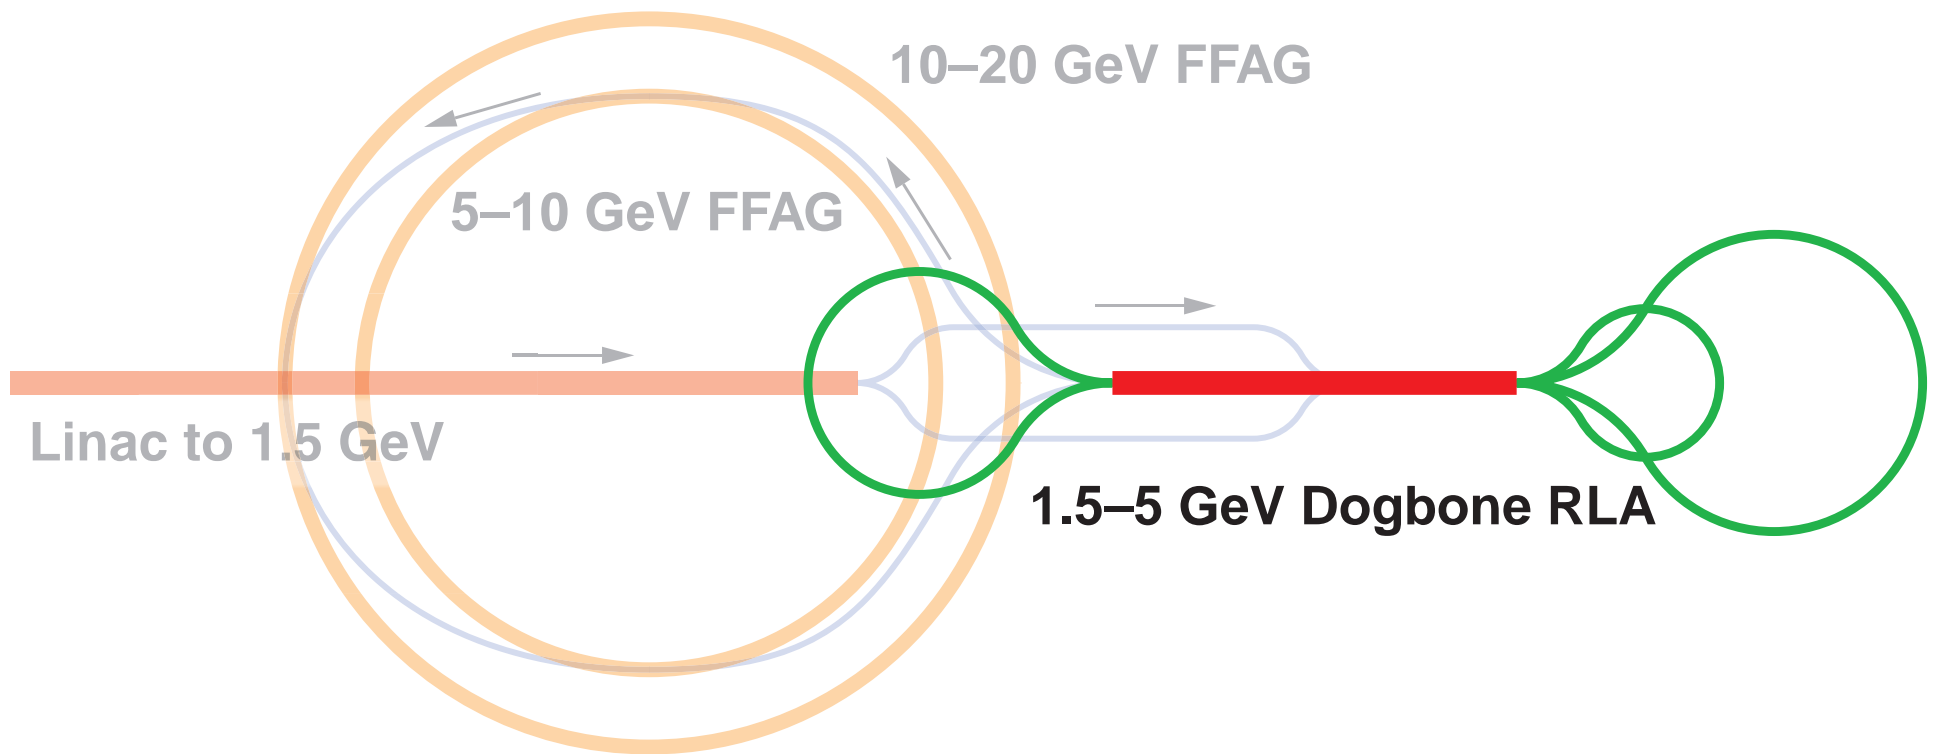 10–20 GeV FFAG
5–10 GeV FFAG
Linac to 1.5 GeV
1.5–5 GeV Dogbone RLA